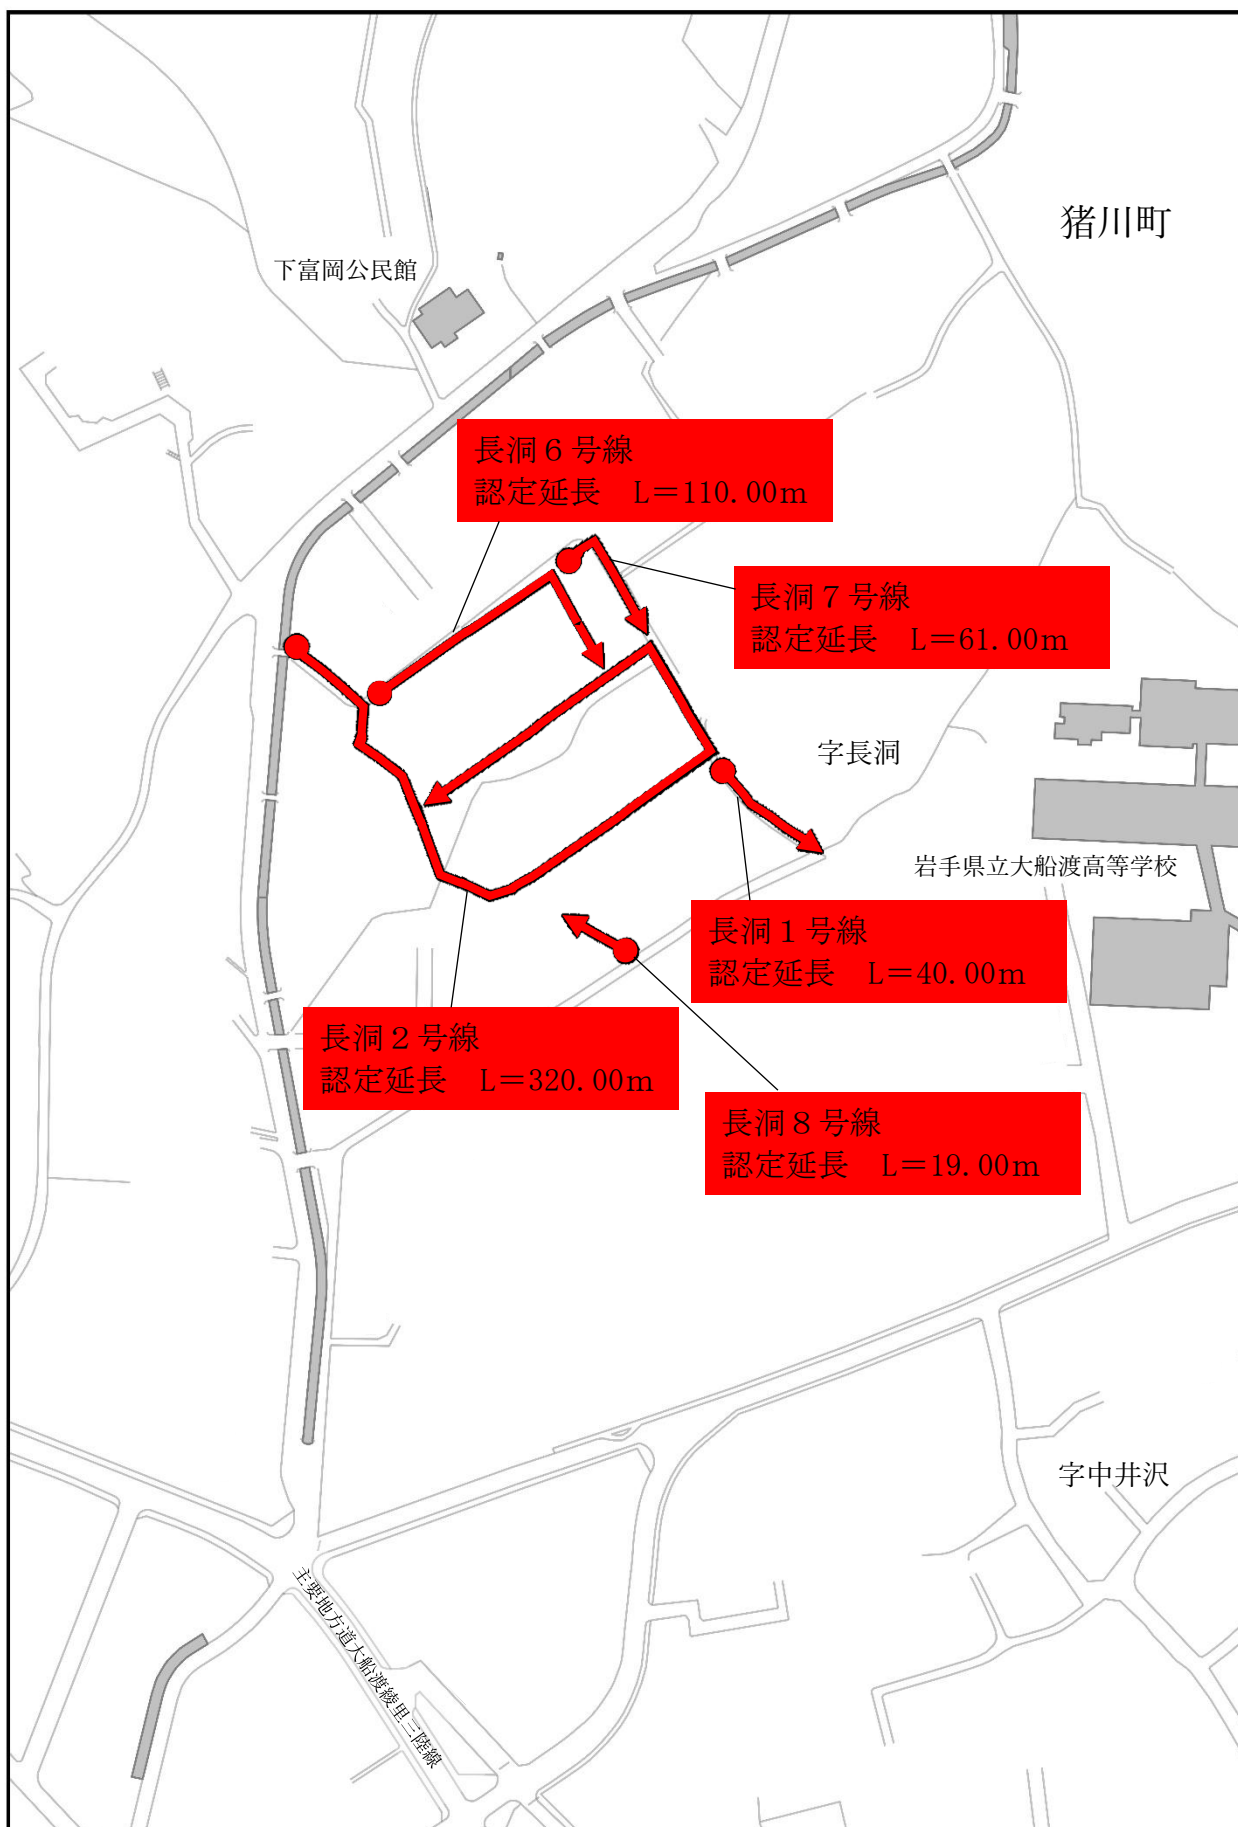 猪川町
下富岡公民館
長洞６号線
認定延長　L＝110.00m
長洞７号線
認定延長　L＝61.00m
字長洞
岩手県立大船渡高等学校
長洞１号線
認定延長　L＝40.00m
長洞２号線
認定延長　L＝320.00m
長洞８号線
認定延長　L＝19.00m
字中井沢
主要地方道大船渡綾里三陸線